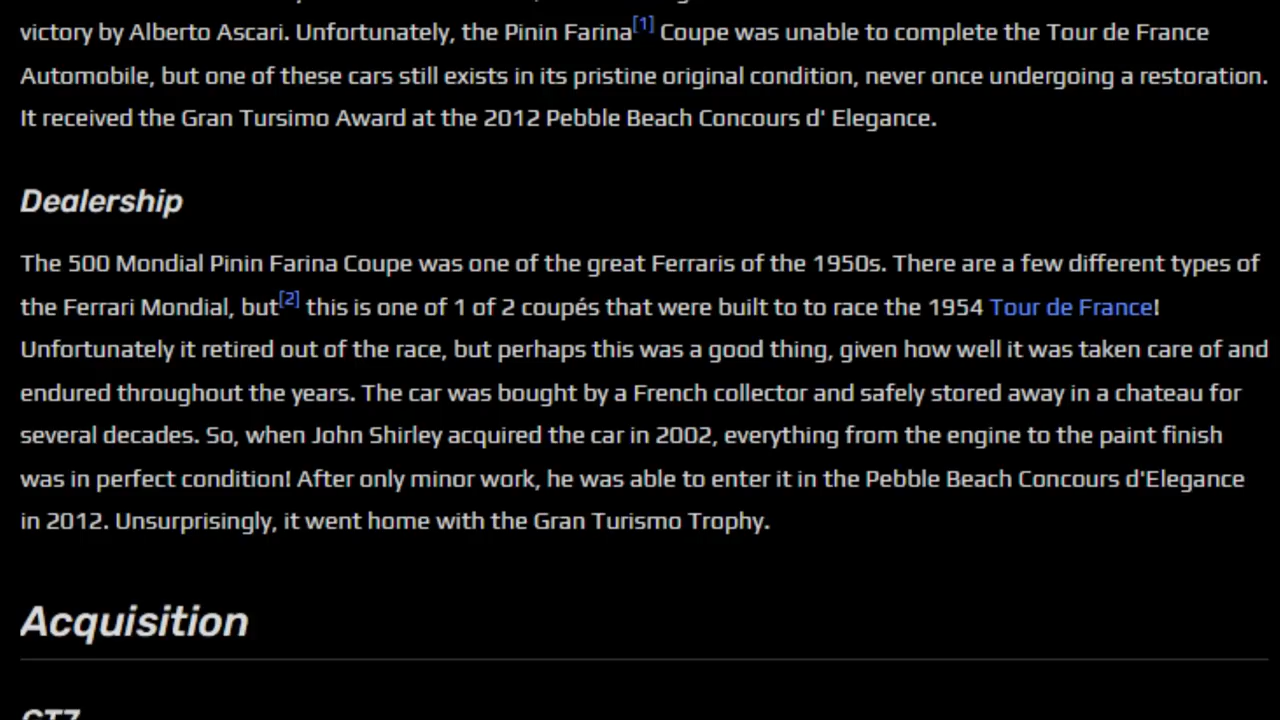 victory by Alberto Ascari. Unfortunately, the Pinin Farina[1] Coupe was unable to complete the Tour de France
Automobile, but one of these cars still exists in its pristine original condition, never once undergoing a restoration.
It received the Gran Tursimo Award at the 2012 Pebble Beach Concours d' Elegance.
Dealership
The 500 Mondial Pinin Farina Coupe was one of the great Ferraris of the 1950s. There are a few different types of
the Ferrari Mondial, but[2] this is one of 1 of 2 coupés that were built to to race the 1954 Tour de France!
Unfortunately it retired out of the race, but perhaps this was a good thing, given how well it was taken care of and
endured throughout the years. The car was bought by a French collector and safely stored away in a chateau for
several decades. So, when John Shirley acquired the car in 2002, everything from the engine to the paint finish
was in perfect condition! After only minor work, he was able to enter it in the Pebble Beach Concours d'Elegance
in 2012. Unsurprisingly, it went home with the Gran Turismo Trophy.
Acquisition
GT7